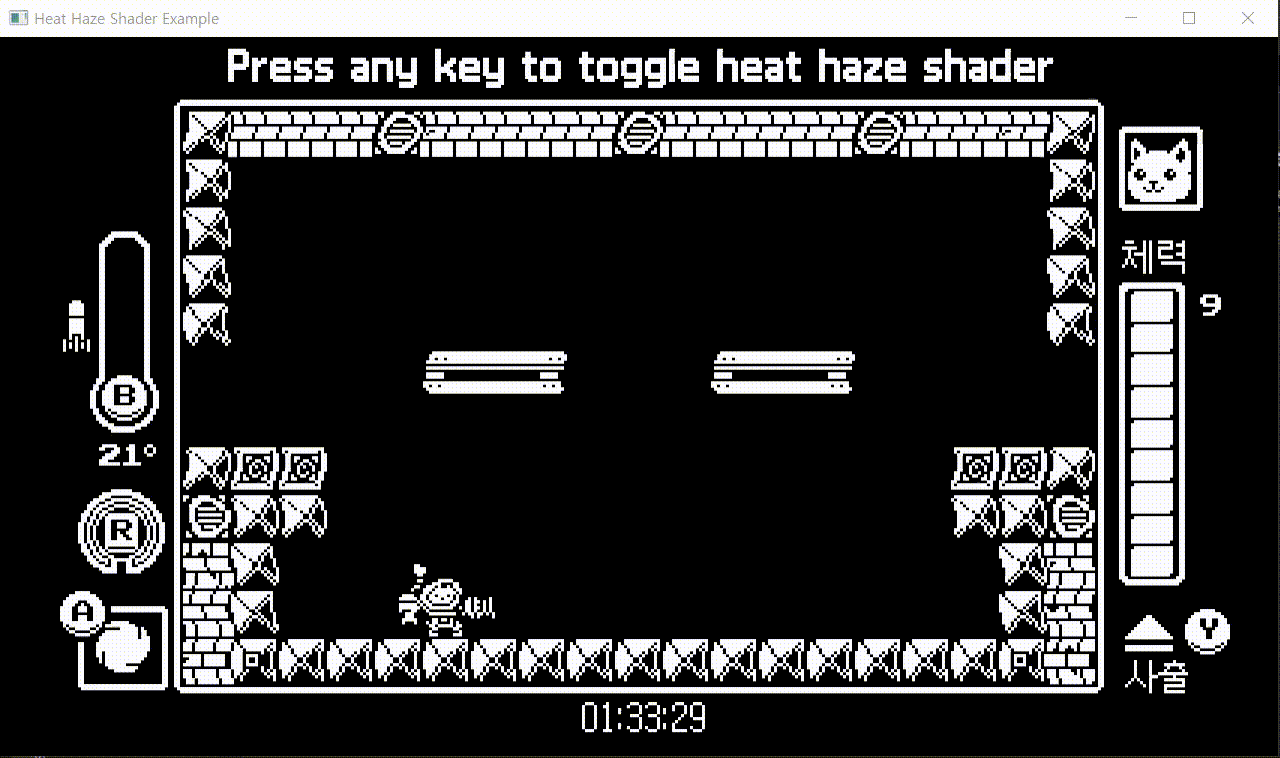 Heat Haze Shader Example
Press any key to toggle heat haze shader
체력
9
B
21°
R
A
Y
사출
01:33:29